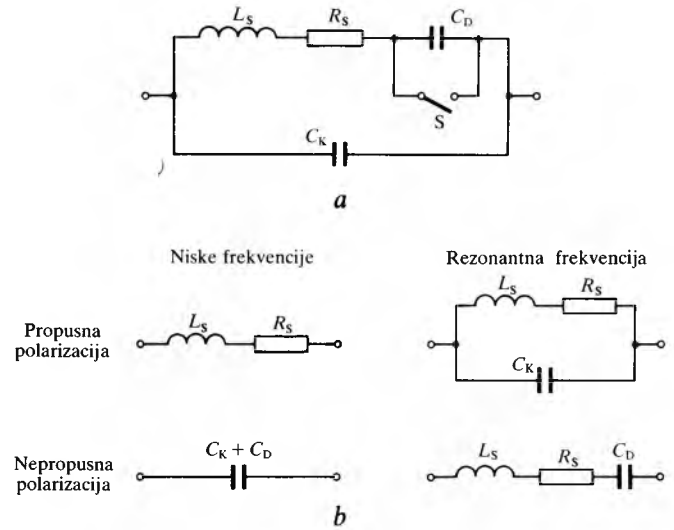 L_S R_S C_D
S
C_K
a
Niske frekvencije Rezonantna frekvencija
L_S R_S
Propusna
polarizacija
L_S R_S
C_K
C_K + C_D
Nepropusna
polarizacija
L_S R_S C_D
b